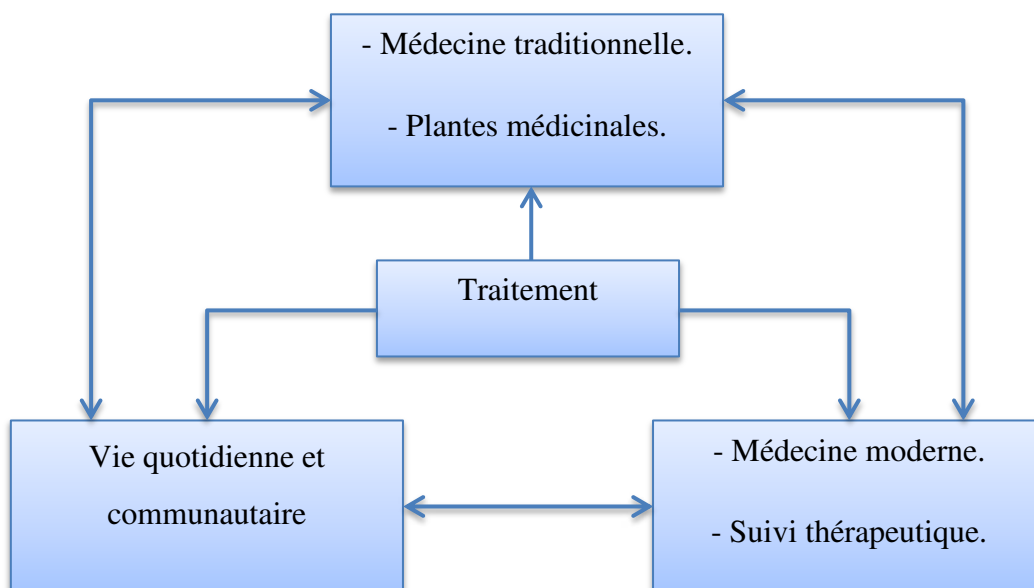 - Médecine traditionnelle.
- Plantes médicinales.
Traitement
Vie quotidienne et
communautaire
- Médecine moderne.
- Suivi thérapeutique.